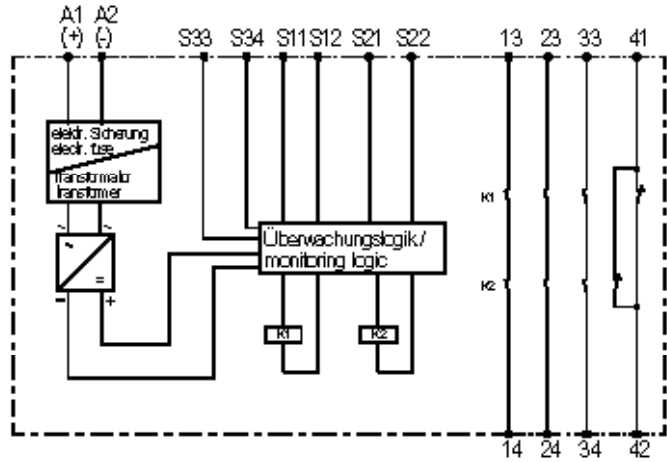 A1 A2
(+) (-)
S33 S34 S11 S12 S21 S22 13 23 33 41
elektr. Sicherung
electr. fuse
Transformator
transformer
~ ~
~
=
- +
Überwachungslogik /
monitoring logic
K1 K2
K1
K2
14 24 34 42